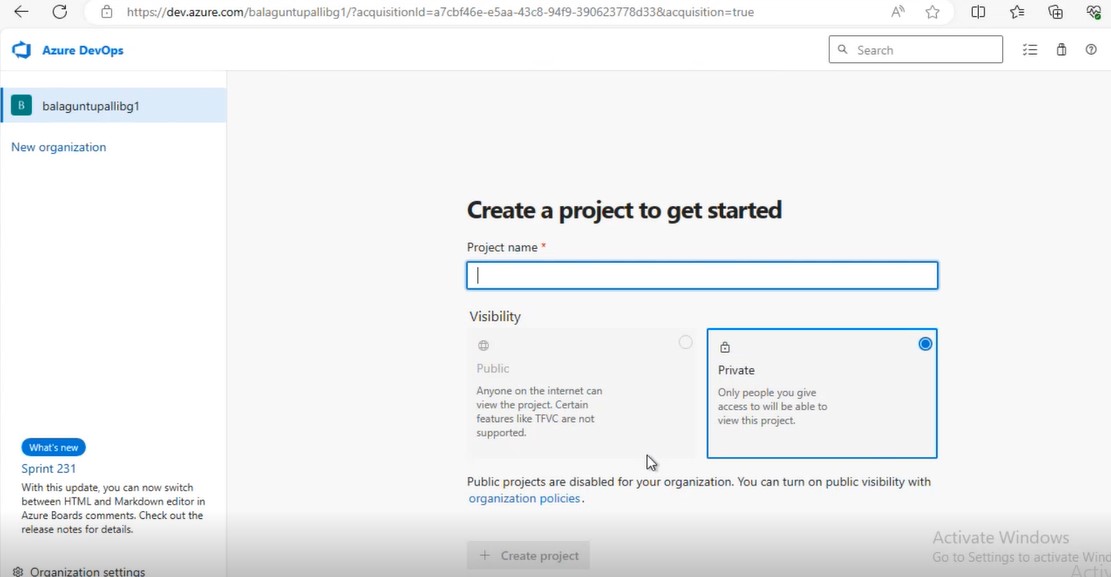 https://dev.azure.com/balaguntupallibg1/?acquisitionId=a7cbf46e-e5aa-43c8-94f9-390623778d33&acquisition=true
Azure DevOps
Search
B balaguntupallibg1
New organization
Create a project to get started
Project name *
Visibility
Public
Anyone on the internet can
view the project. Certain
features like TFVC are not
supported.
Private
Only people you give
access to will be able to
view this project.
Public projects are disabled for your organization. You can turn on public visibility with
organization policies.
+ Create project
What's new
Sprint 231
With this update, you can now switch
between HTML and Markdown editor in
Azure Boards comments. Check out the
release notes for details.
Organization settings
Activate Windows
Go to Settings to activate Wind
Activ